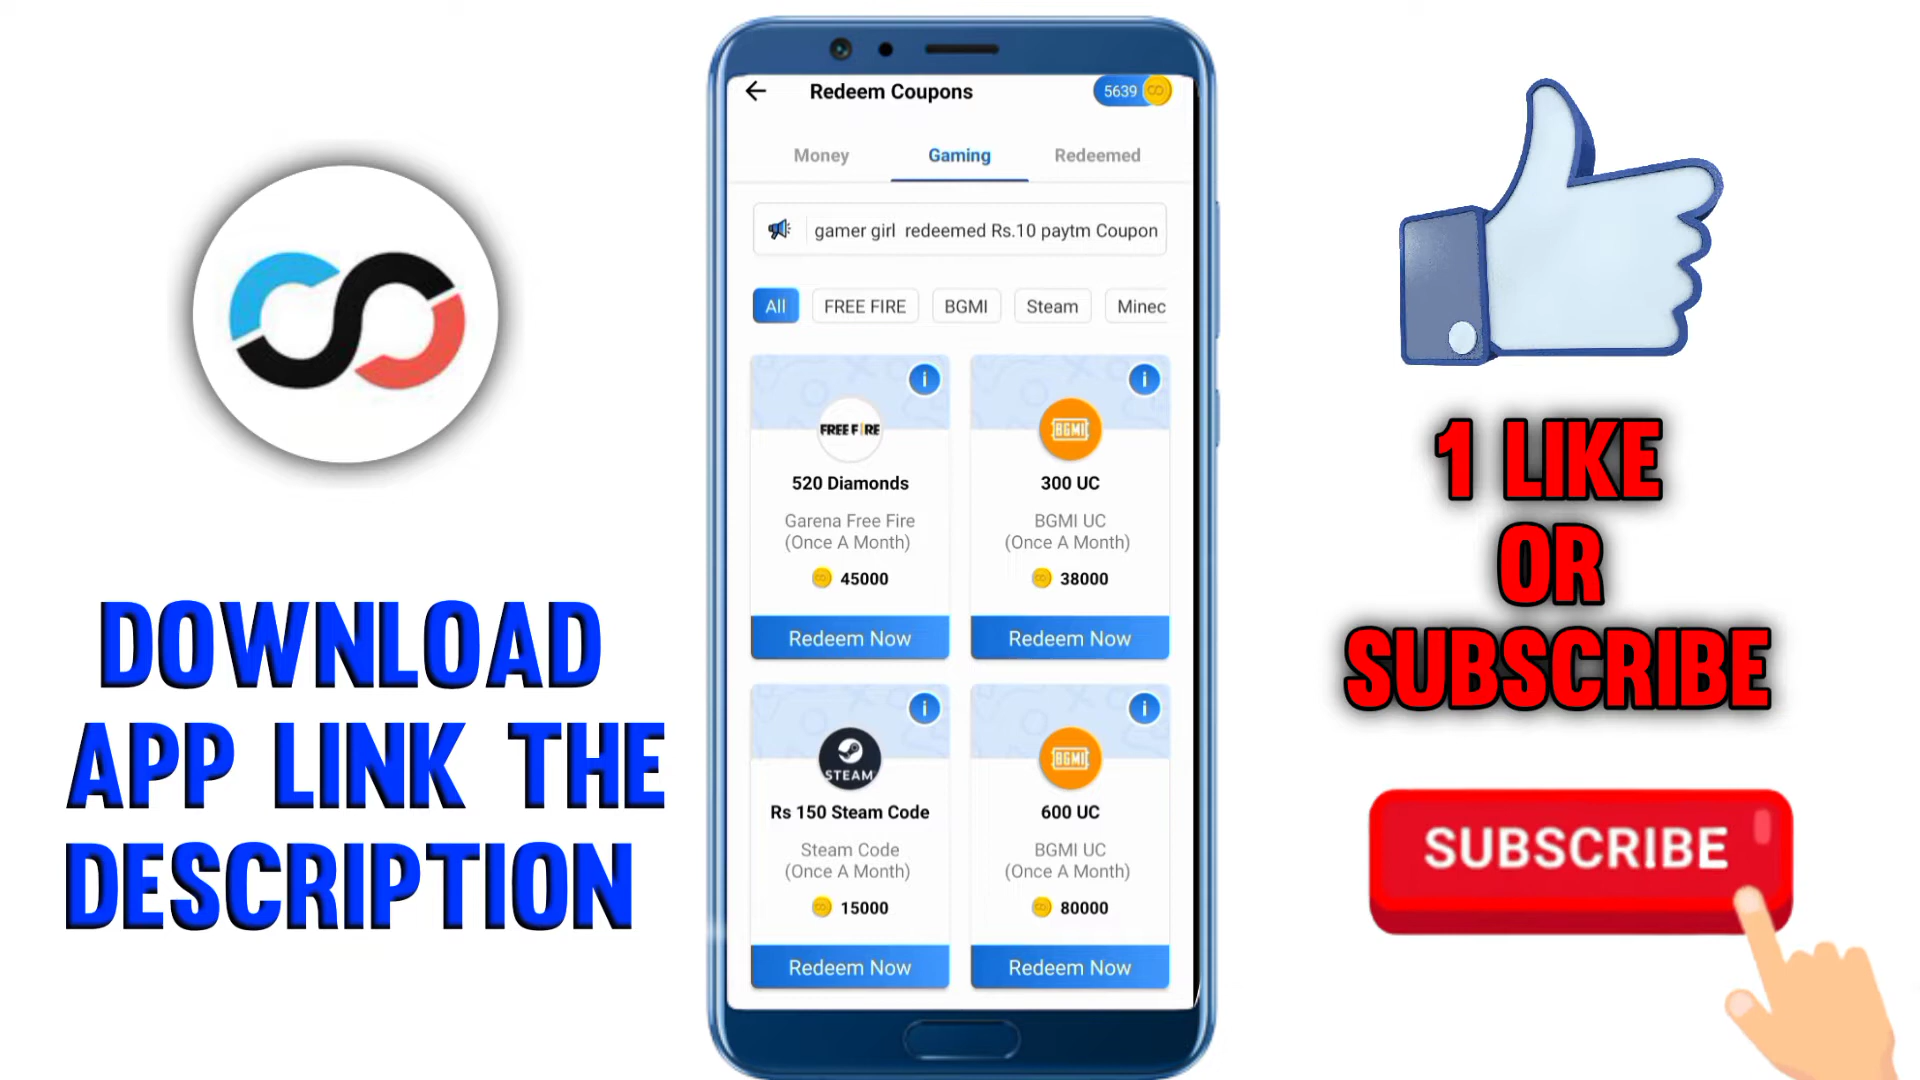 Redeem Coupons
5639
Money
Gaming
Redeemed
gamer girl redeemed Rs.10 paytm Coupon
All
FREE FIRE
BGMI
Steam
Minec
FREE FIRE
520 Diamonds
Garena Free Fire
(Once A Month)
45000
Redeem Now
BGMI
300 UC
BGMI UC
(Once A Month)
38000
Redeem Now
STEAM
Rs 150 Steam Code
Steam Code
(Once A Month)
15000
Redeem Now
BGMI
600 UC
BGMI UC
(Once A Month)
80000
Redeem Now
DOWNLOAD
APP LINK THE
DESCRIPTION
1 LIKE
OR
SUBSCRIBE
SUBSCRIBE